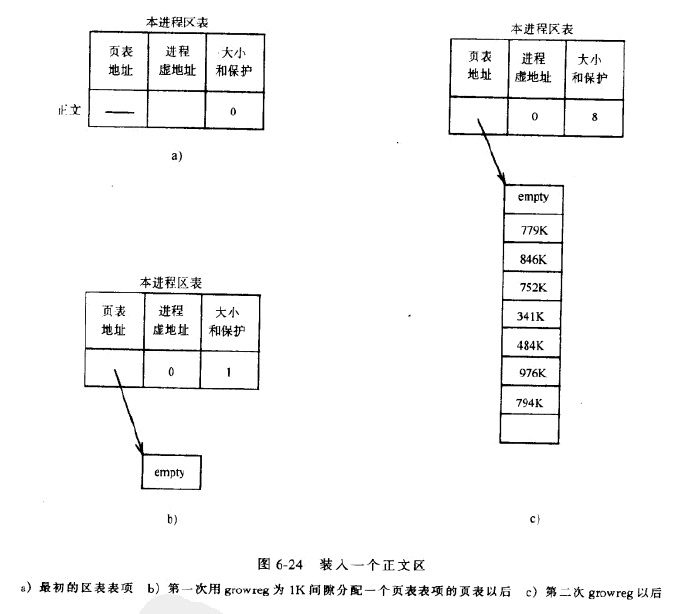 本进程区表
页表 进程 大小
地址 虚地址 和保护
正文 0
a)
本进程区表
页表 进程 大小
地址 虚地址 和保护
0 1
empty
b)
本进程区表
页表 进程 大小
地址 虚地址 和保护
0 8
empty
779K
846K
752K
341K
484K
976K
794K
c)
图 6-24 装入一个正文区
a) 最初的区表表项 b) 第一次用 growreg 为 1K 间隙分配一个页表表项的页表以后 c) 第二次 growreg 以后